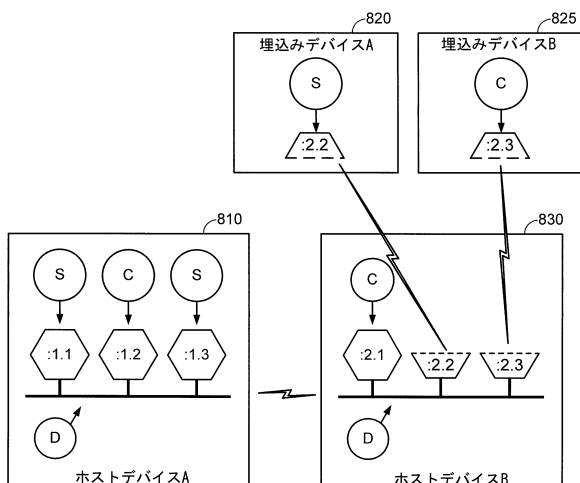 820
825
埋込みデバイスA
埋込みデバイスB
S
C
:2.2
:2.3
810
830
S
C
S
C
:1.1
:1.2
:1.3
:2.1
:2.2
:2.3
D
D
ホストデバイスA
ホストデバイスB